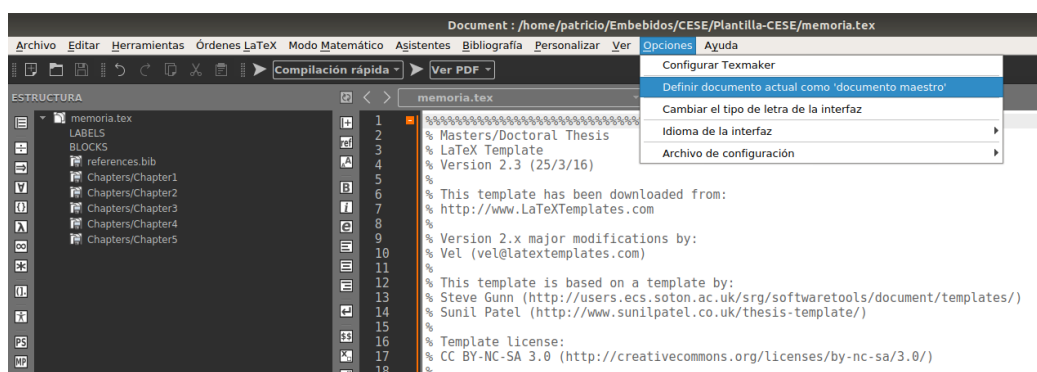 Document : /home/patricio/Embebidos/CESE/Plantilla-CESE/memoria.tex
Archivo Editar Herramientas Órdenes LaTeX Modo Matemático Asistentes Bibliografía Personalizar Ver Opciones Ayuda
Compilación rápida Ver PDF
Configurar Texmaker
Definir documento actual como 'documento maestro'
Cambiar el tipo de letra de la interfaz
Idioma de la interfaz
Archivo de configuración
ESTRUCTURA
memoria.tex
LABELS
BLOCKS
references.bib
Chapters/Chapter1
Chapters/Chapter2
Chapters/Chapter3
Chapters/Chapter4
Chapters/Chapter5
memoria.tex
1 %%%%%%%%%%%%%%%%%%%%%%%%%%%%%
2 % Masters/Doctoral Thesis
3 % LaTeX Template
4 % Version 2.3 (25/3/16)
5 %
6 % This template has been downloaded from:
7 % http://www.LaTeXTemplates.com
8 %
9 % Version 2.x major modifications by:
10 % Vel (vel@latextemplates.com)
11 %
12 % This template is based on a template by:
13 % Steve Gunn (http://users.ecs.soton.ac.uk/srg/softwaretools/document/templates/)
14 % Sunil Patel (http://www.sunilpatel.co.uk/thesis-template/)
15 %
16 % Template license:
17 % CC BY-NC-SA 3.0 (http://creativecommons.org/licenses/by-nc-sa/3.0/)
18 %